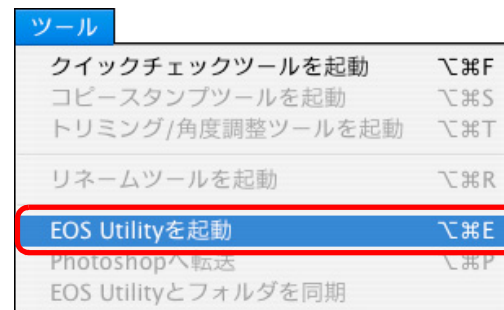 ツール
クイックチェックツールを起動 ⌥⌘F
コピースタンプツールを起動 ⌥⌘S
トリミング/角度調整ツールを起動 ⌥⌘T
リネームツールを起動 ⌥⌘R
EOS Utilityを起動 ⌥⌘E
Photoshopへ転送 ⌥⌘P
EOS Utilityとフォルダを同期